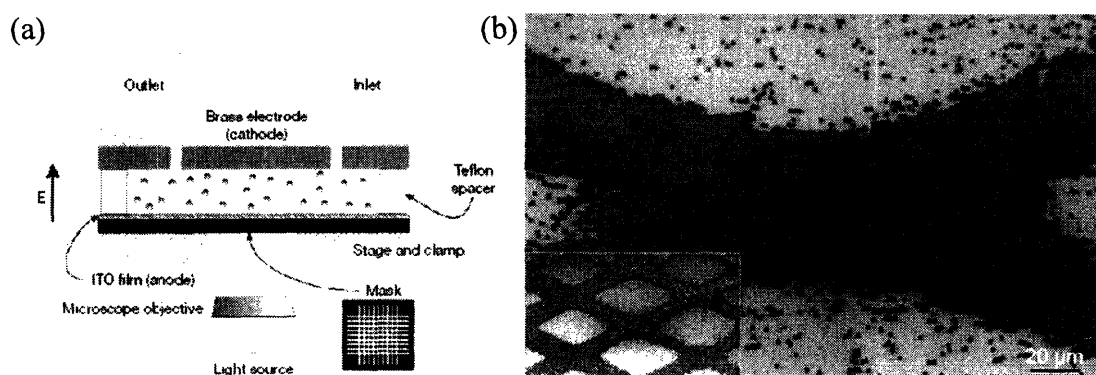 (a)
Outlet Inlet
Brass electrode
(cathode)
Teflon
spacer
E
Stage and clamp
ITO film (anode)
Mask
Microscope objective
Light source
(b)
20 μm